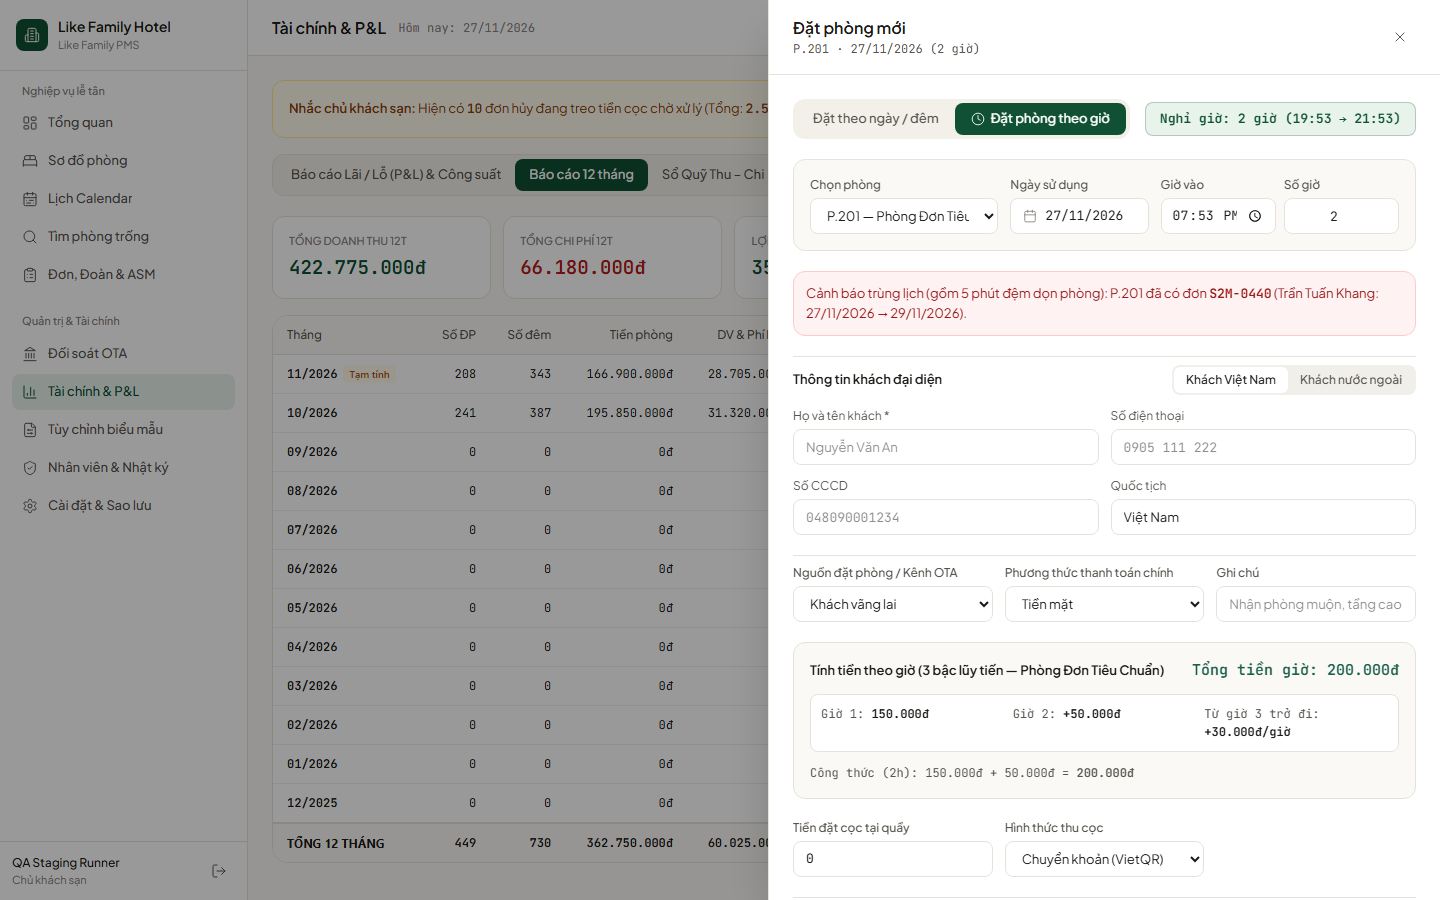 Like Family Hotel
Like Family PMS
Nghiệp vụ lễ tân
Tổng quan
Sơ đồ phòng
Lịch Calendar
Tìm phòng trống
Đơn, Đoàn & ASM
Quản trị & Tài chính
Đối soát OTA
Tài chính & P&L
Tùy chỉnh biểu mẫu
Nhân viên & Nhật ký
Cài đặt & Sao lưu
QA Staging Runner
Chủ khách sạn
Tài chính & P&L Hôm nay: 27/11/2026
Nhắc chủ khách sạn: Hiện có 10 đơn hủy đang treo tiền cọc chờ xử lý (Tổng: 2.5
Báo cáo Lãi / Lỗ (P&L) & Công suất Báo cáo 12 tháng Sổ Quỹ Thu – Chi
TỔNG DOANH THU 12T TỔNG CHI PHÍ 12T
422.775.000đ 66.180.000đ
Tháng Số ĐP Số đêm Tiền phòng DV & Phí
11/2026 Tạm tính 208 343 166.900.000đ 28.705.00
10/2026 241 387 195.850.000đ 31.320.00
09/2026 0 0 0đ
08/2026 0 0 0đ
07/2026 0 0 0đ
06/2026 0 0 0đ
05/2026 0 0 0đ
04/2026 0 0 0đ
03/2026 0 0 0đ
02/2026 0 0 0đ
01/2026 0 0 0đ
12/2025 0 0 0đ
TỔNG 12 THÁNG 449 730 362.750.000đ 60.025.00
Đặt phòng mới
P.201 · 27/11/2026 (2 giờ)
Đặt theo ngày / đêm Đặt phòng theo giờ Nghỉ giờ: 2 giờ (19:53 → 21:53)
Chọn phòng Ngày sử dụng Giờ vào Số giờ
P.201 — Phòng Đơn Tiêu 27/11/2026 07:53 PM 2
Cảnh báo trùng lịch (gồm 5 phút đệm dọn phòng): P.201 đã có đơn S2M-0440 (Trần Tuấn Khang:
27/11/2026 → 29/11/2026).
Thông tin khách đại diện Khách Việt Nam Khách nước ngoài
Họ và tên khách * Số điện thoại
Nguyễn Văn An 0905 111 222
Số CCCD Quốc tịch
048090001234 Việt Nam
Nguồn đặt phòng / Kênh OTA Phương thức thanh toán chính Ghi chú
Khách vãng lai Tiền mặt Nhận phòng muộn, tầng cao
Tính tiền theo giờ (3 bậc lũy tiến — Phòng Đơn Tiêu Chuẩn) Tổng tiền giờ: 200.000đ
Giờ 1: 150.000đ Giờ 2: +50.000đ Từ giờ 3 trở đi:
+30.000đ/giờ
Công thức (2h): 150.000đ + 50.000đ = 200.000đ
Tiền đặt cọc tại quầy Hình thức thu cọc
0 Chuyển khoản (VietQR)